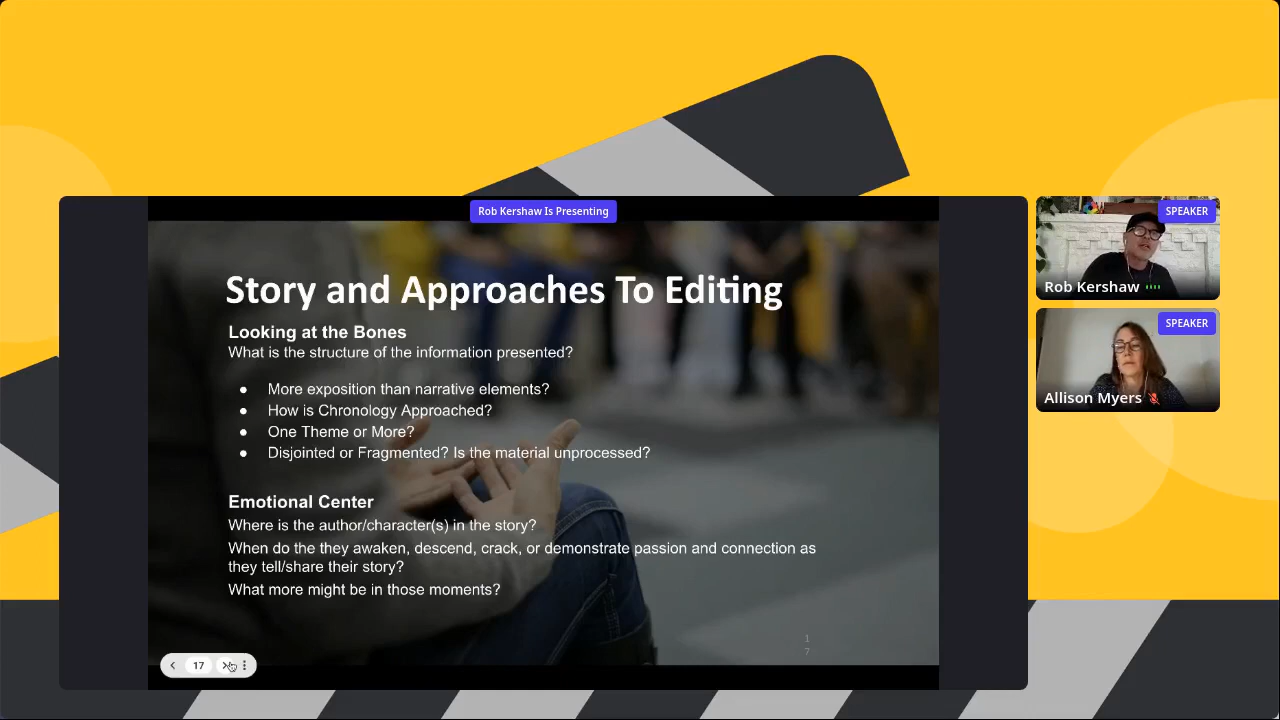 Rob Kershaw Is Presenting
Story and Approaches To Editing
Looking at the Bones
What is the structure of the information presented?
● More exposition than narrative elements?
● How is Chronology Approached?
● One Theme or More?
● Disjointed or Fragmented? Is the material unprocessed?
Emotional Center
Where is the author/character(s) in the story?
When do the they awaken, descend, crack, or demonstrate passion and connection as
they tell/share their story?
What more might be in those moments?
1
7
17
SPEAKER
Rob Kershaw
SPEAKER
Allison Myers